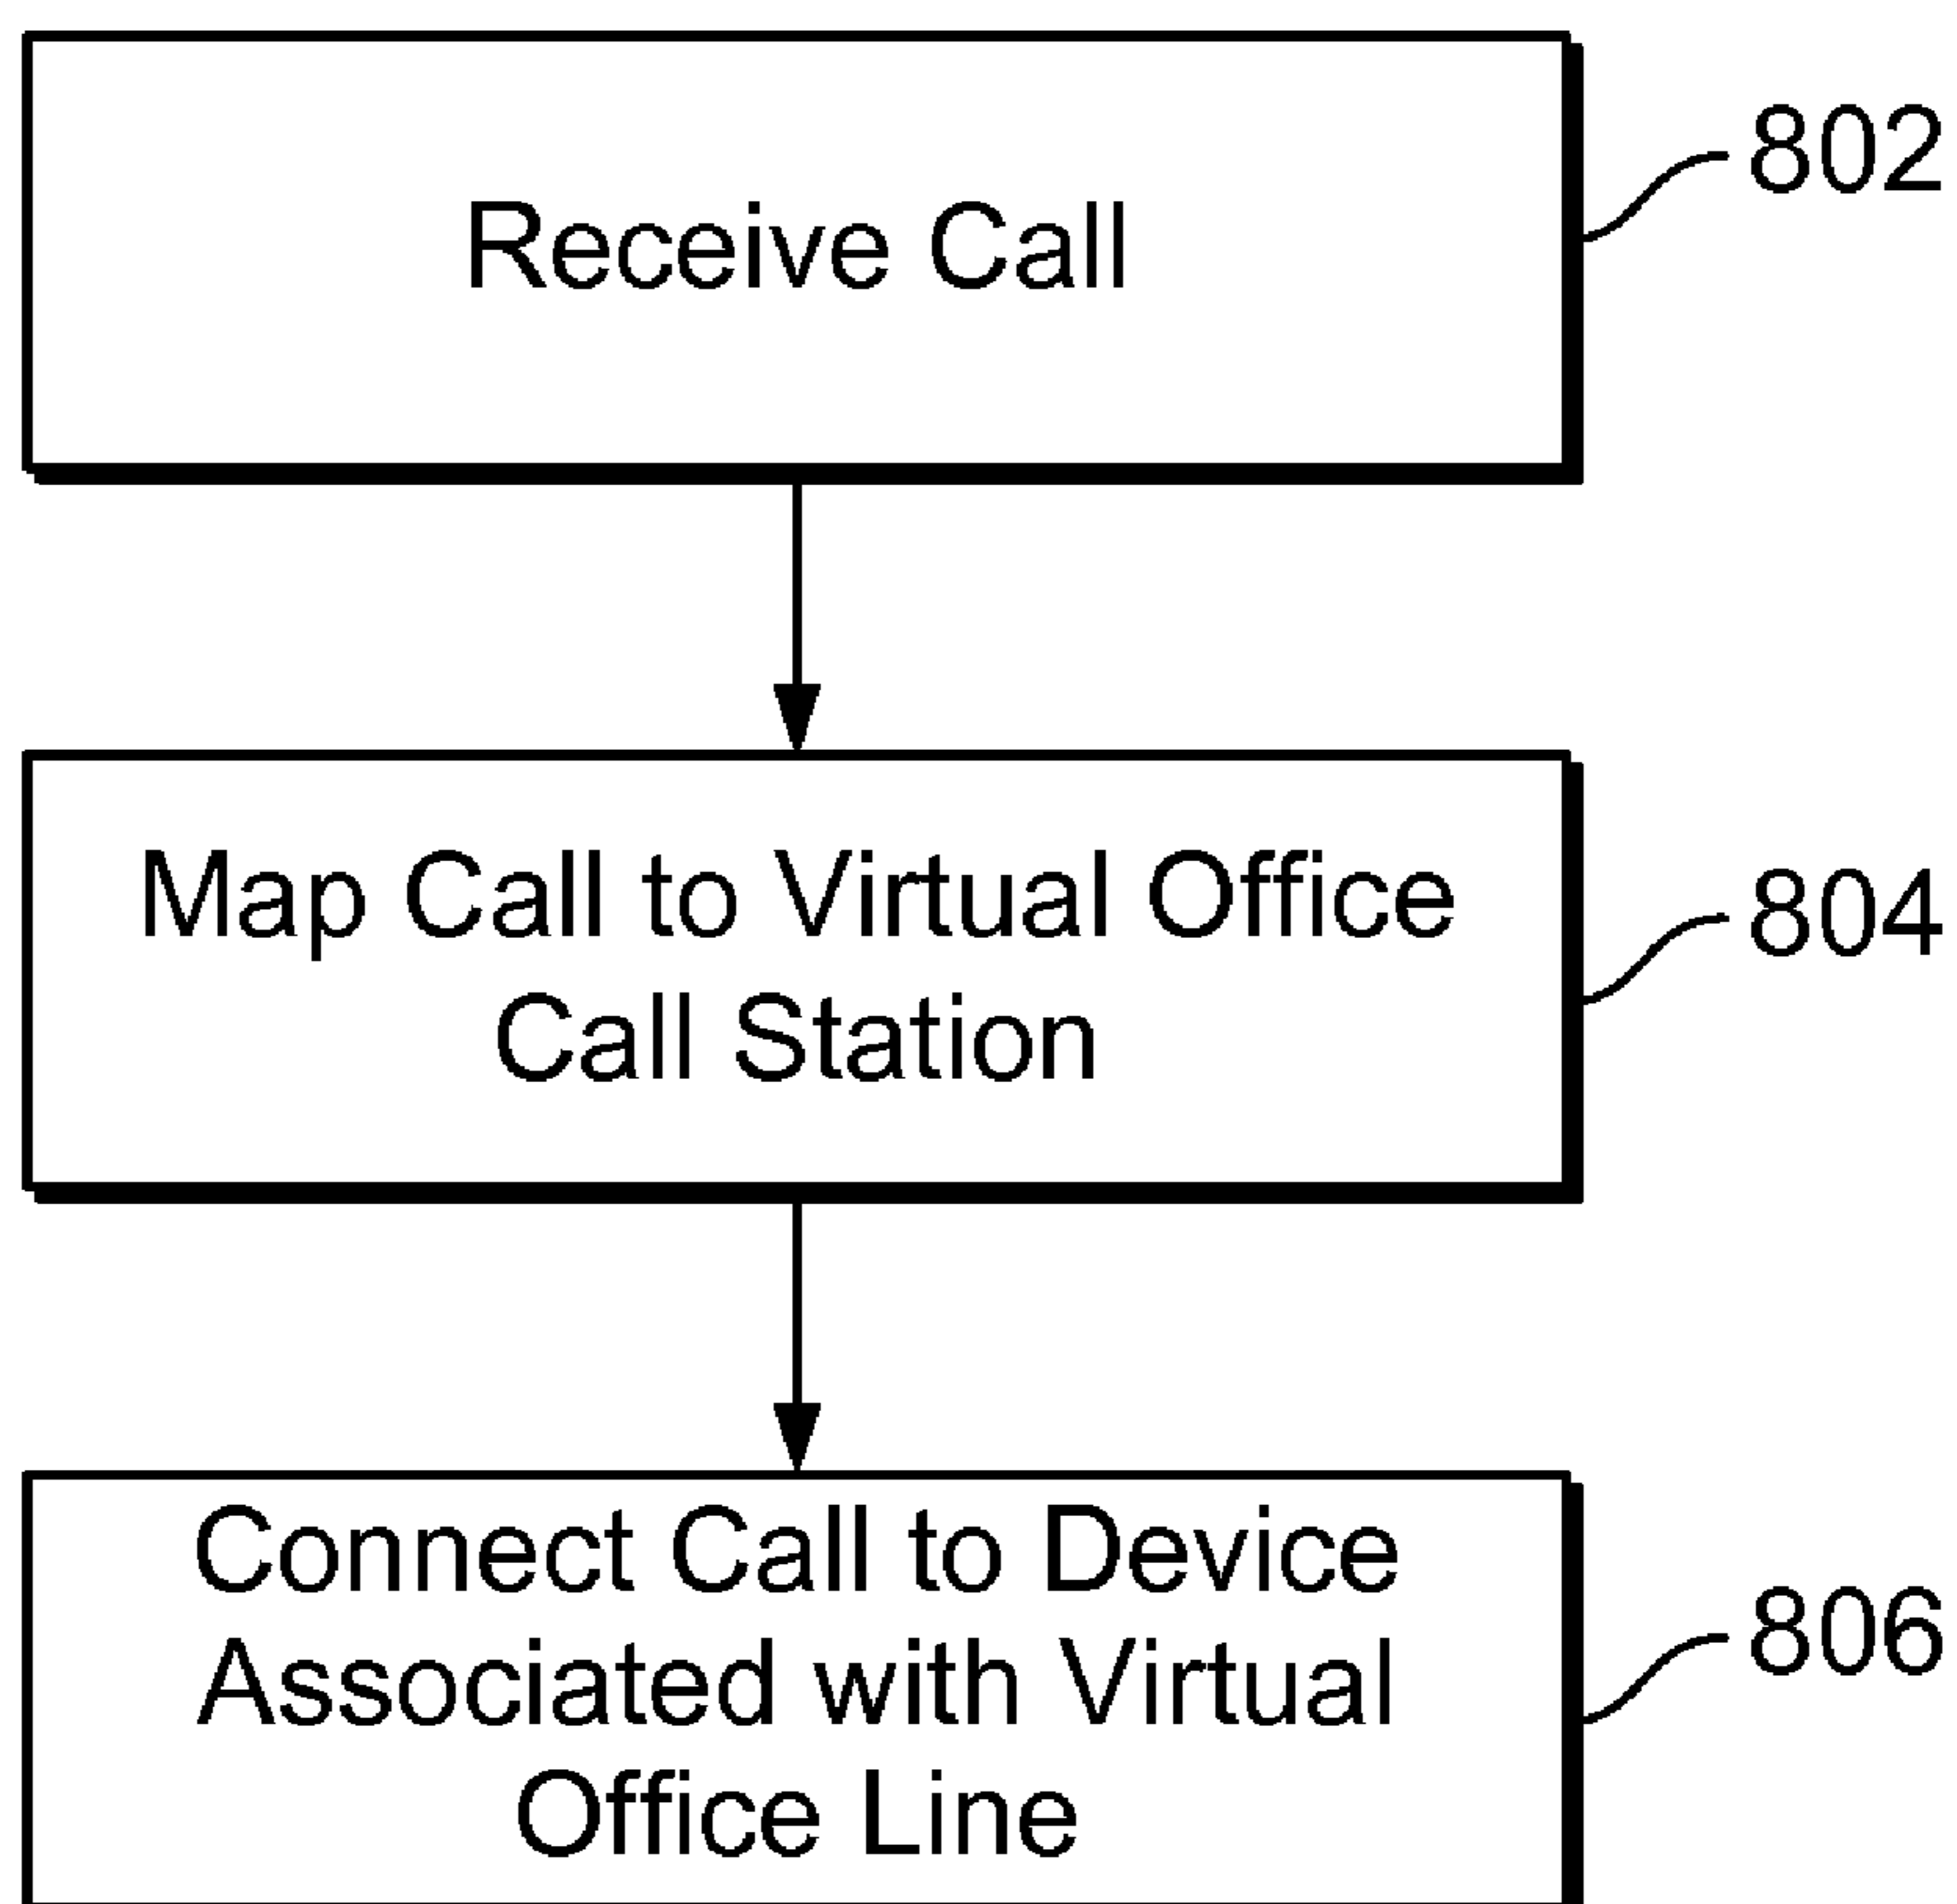 Receive Call
802
Map Call to Virtual Office
Call Station
804
Connect Call to Device
Associated with Virtual
Office Line
806